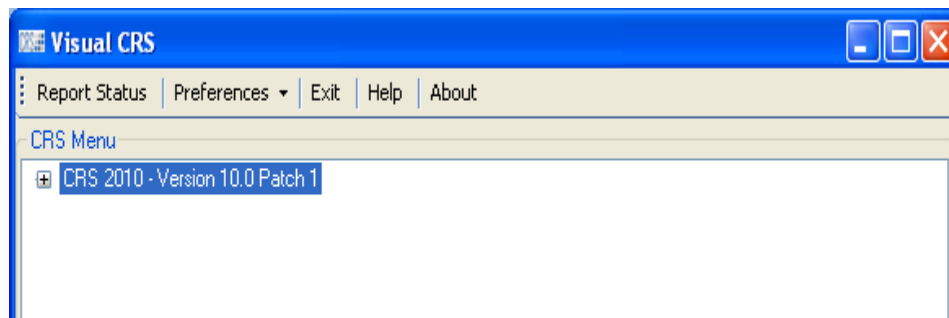 Visual CRS
Report Status Preferences Exit Help About
CRS Menu
CRS 2010 - Version 10.0 Patch 1